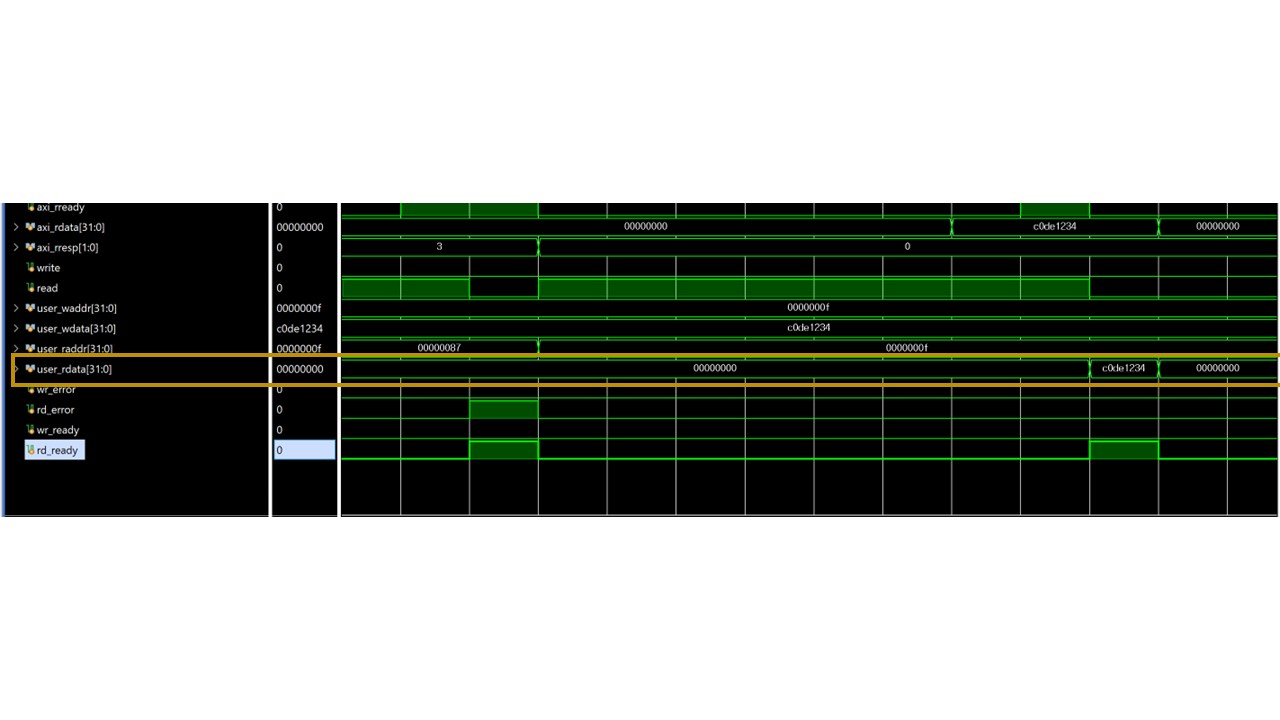 axi_rready 0
axi_rdata[31:0] 00000000 00000000 c0de1234 00000000
axi_rresp[1:0] 0 3 0
write 0
read 0
user_waddr[31:0] 0000000f 0000000f
user_wdata[31:0] c0de1234 c0de1234
user_raddr[31:0] 0000000f 00000087 0000000f
user_rdata[31:0] 00000000 00000000 c0de1234 00000000
wr_error 0
rd_error 0
wr_ready 0
rd_ready 0